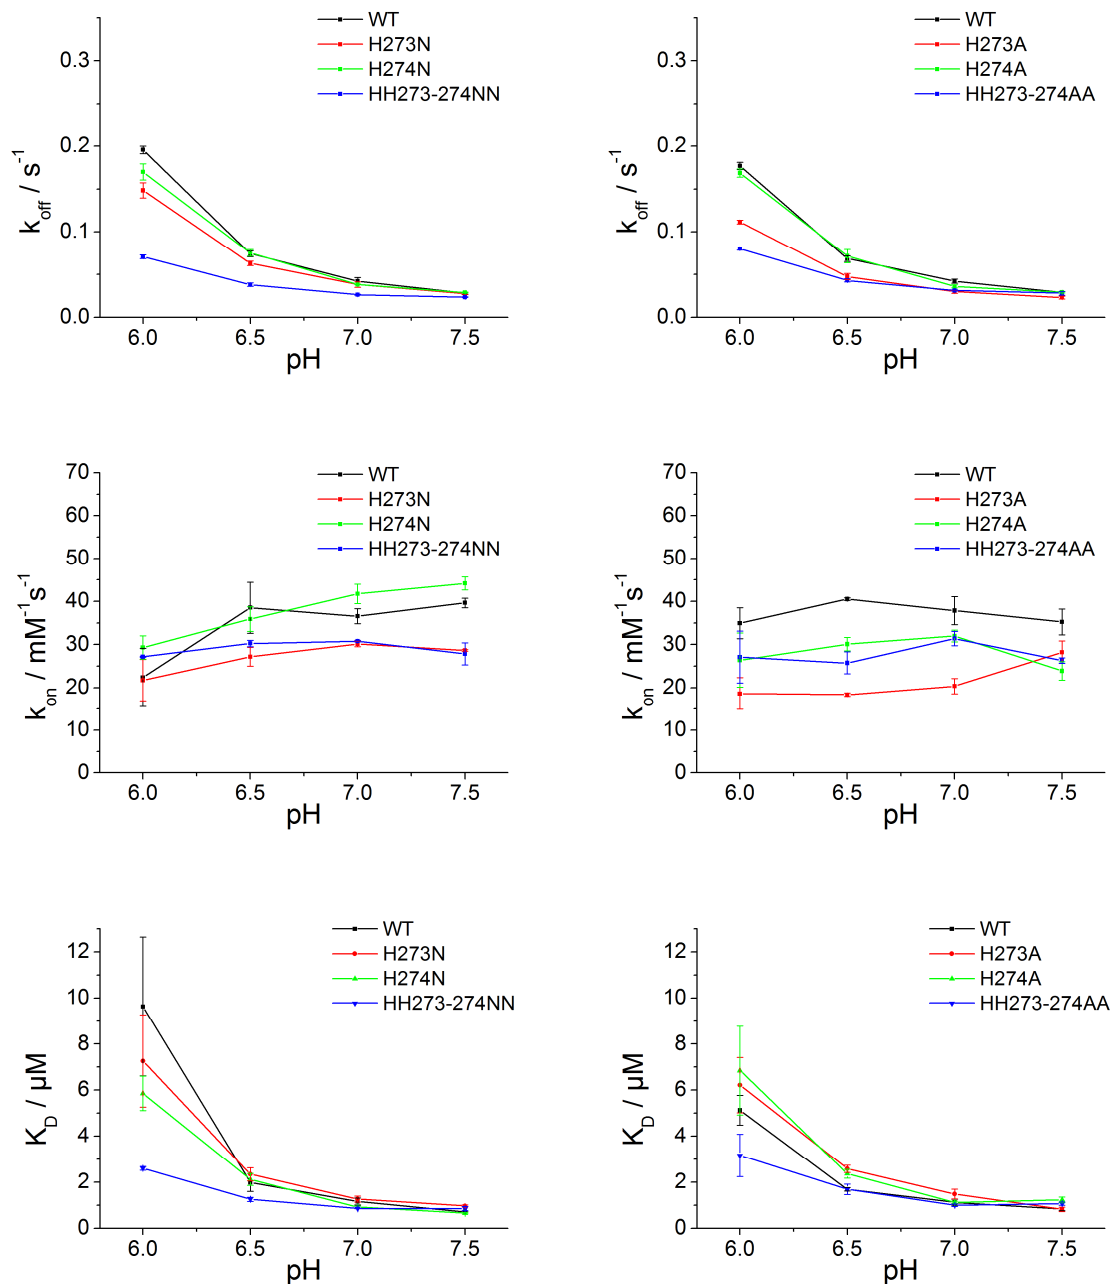 WT
H273N
H274N
HH273-274NN
0.3
0.2
0.1
0.0
k_off / s⁻¹
6.0 6.5 7.0 7.5
pH
WT
H273A
H274A
HH273-274AA
0.3
0.2
0.1
0.0
k_off / s⁻¹
6.0 6.5 7.0 7.5
pH
WT
H273N
H274N
HH273-274NN
70
60
50
40
30
20
10
0
k_on / mM⁻¹s⁻¹
6.0 6.5 7.0 7.5
pH
WT
H273A
H274A
HH273-274AA
70
60
50
40
30
20
10
0
k_on / mM⁻¹s⁻¹
6.0 6.5 7.0 7.5
pH
WT
H273N
H274N
HH273-274NN
12
10
8
6
4
2
0
K_D / µM
6.0 6.5 7.0 7.5
pH
WT
H273A
H274A
HH273-274AA
12
10
8
6
4
2
0
K_D / µM
6.0 6.5 7.0 7.5
pH